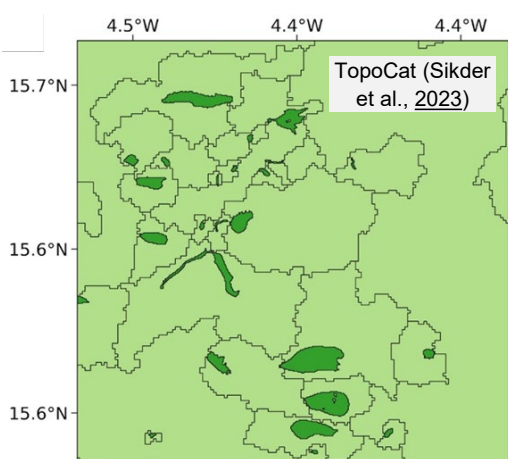 4.5°W 4.4°W 4.4°W
15.7°N
TopoCat (Sikder
et al., 2023)
15.6°N
15.6°N